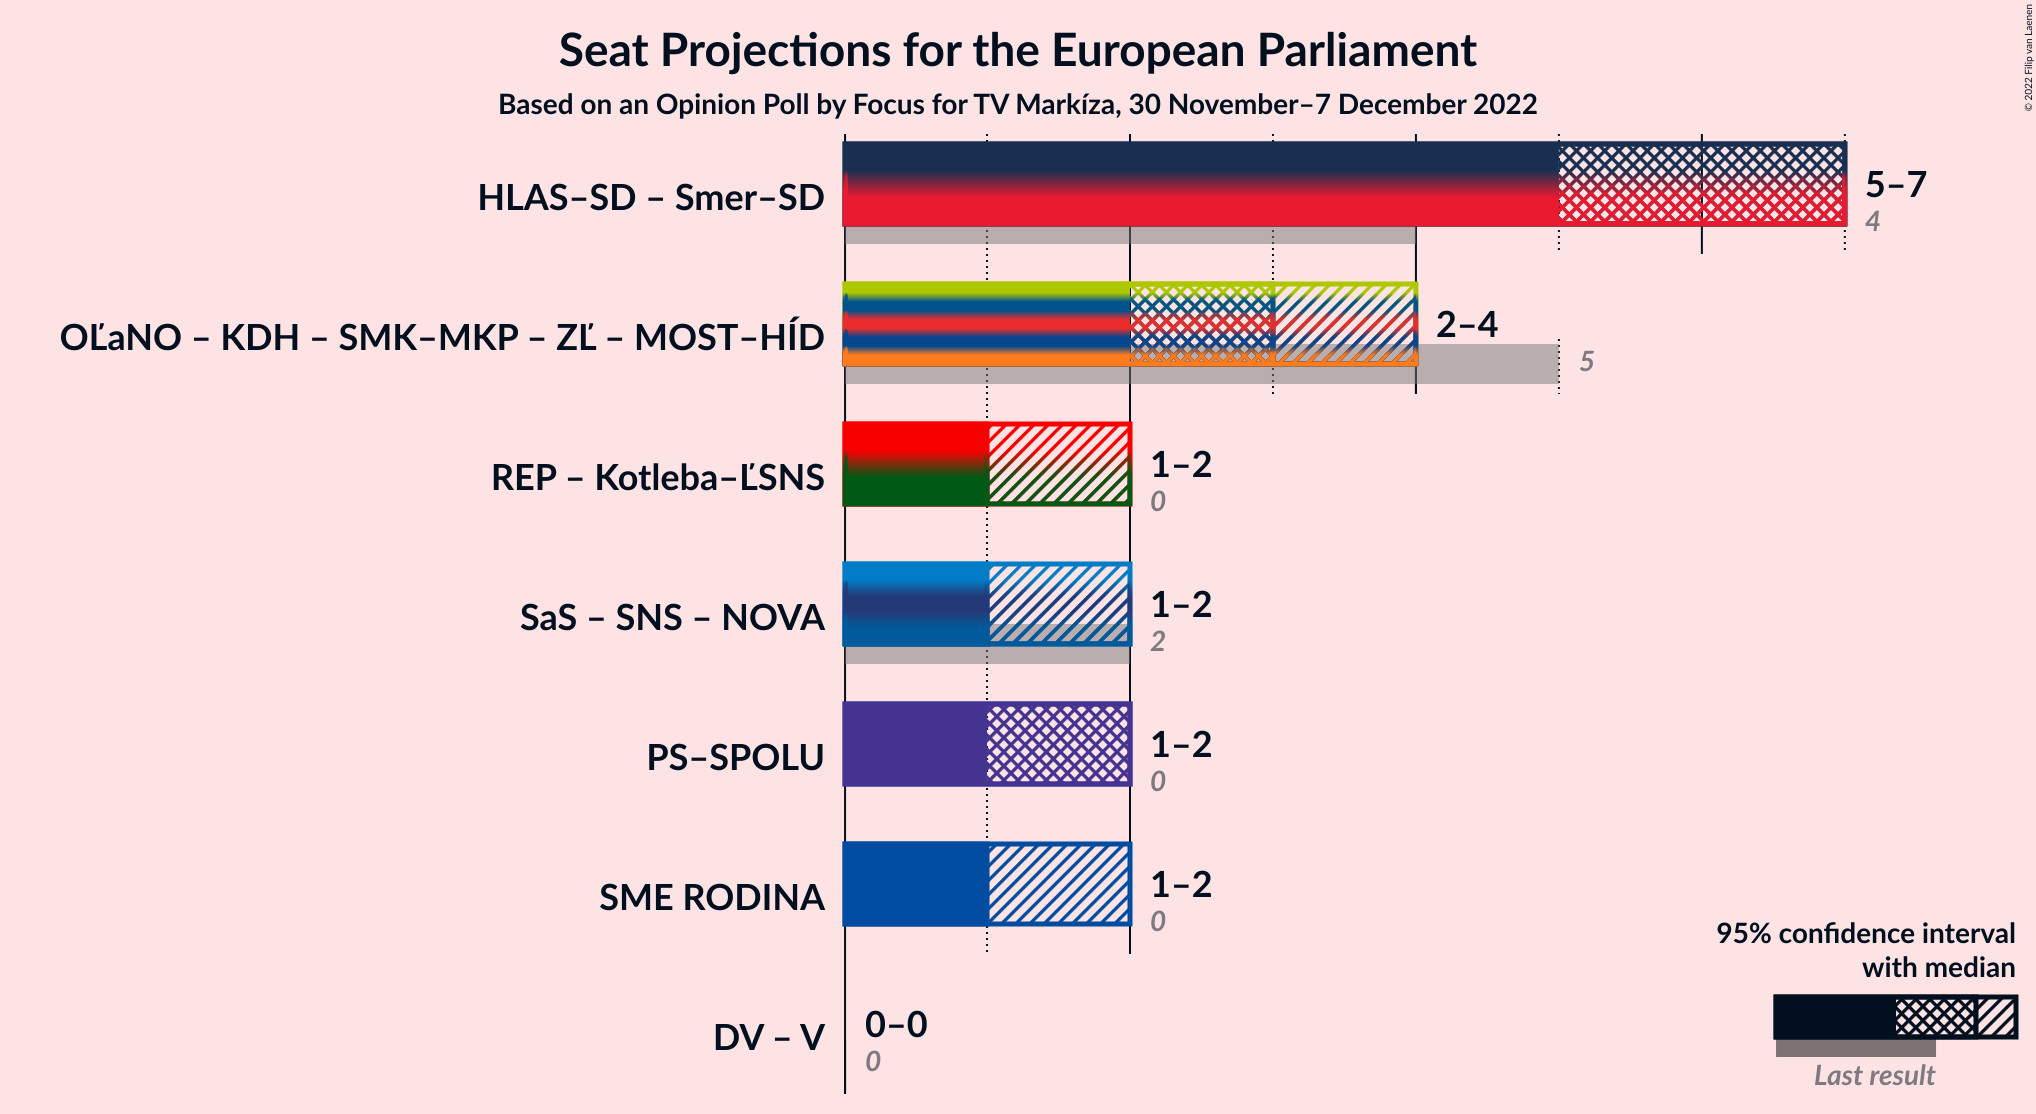 Seat Projections for the European Parliament
Based on an Opinion Poll by Focus for TV Markíza, 30 November–7 December 2022
© 2022 Filip van Laenen
HLAS–SD – Smer–SD
5–7
4
OĽaNO – KDH – SMK–MKP – ZĽ – MOST–HÍD
2–4
5
REP – Kotleba–ĽSNS
1–2
0
SaS – SNS – NOVA
1–2
2
PS–SPOLU
1–2
0
SME RODINA
1–2
0
DV – V
0–0
0
95% confidence interval
with median
Last result